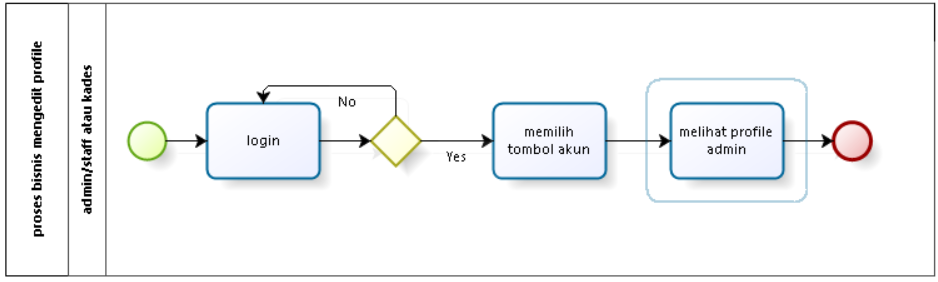 proses bisnis mengedit profile
admin/staff atau kades
login
No
Yes
memilih
tombol akun
melihat profile
admin